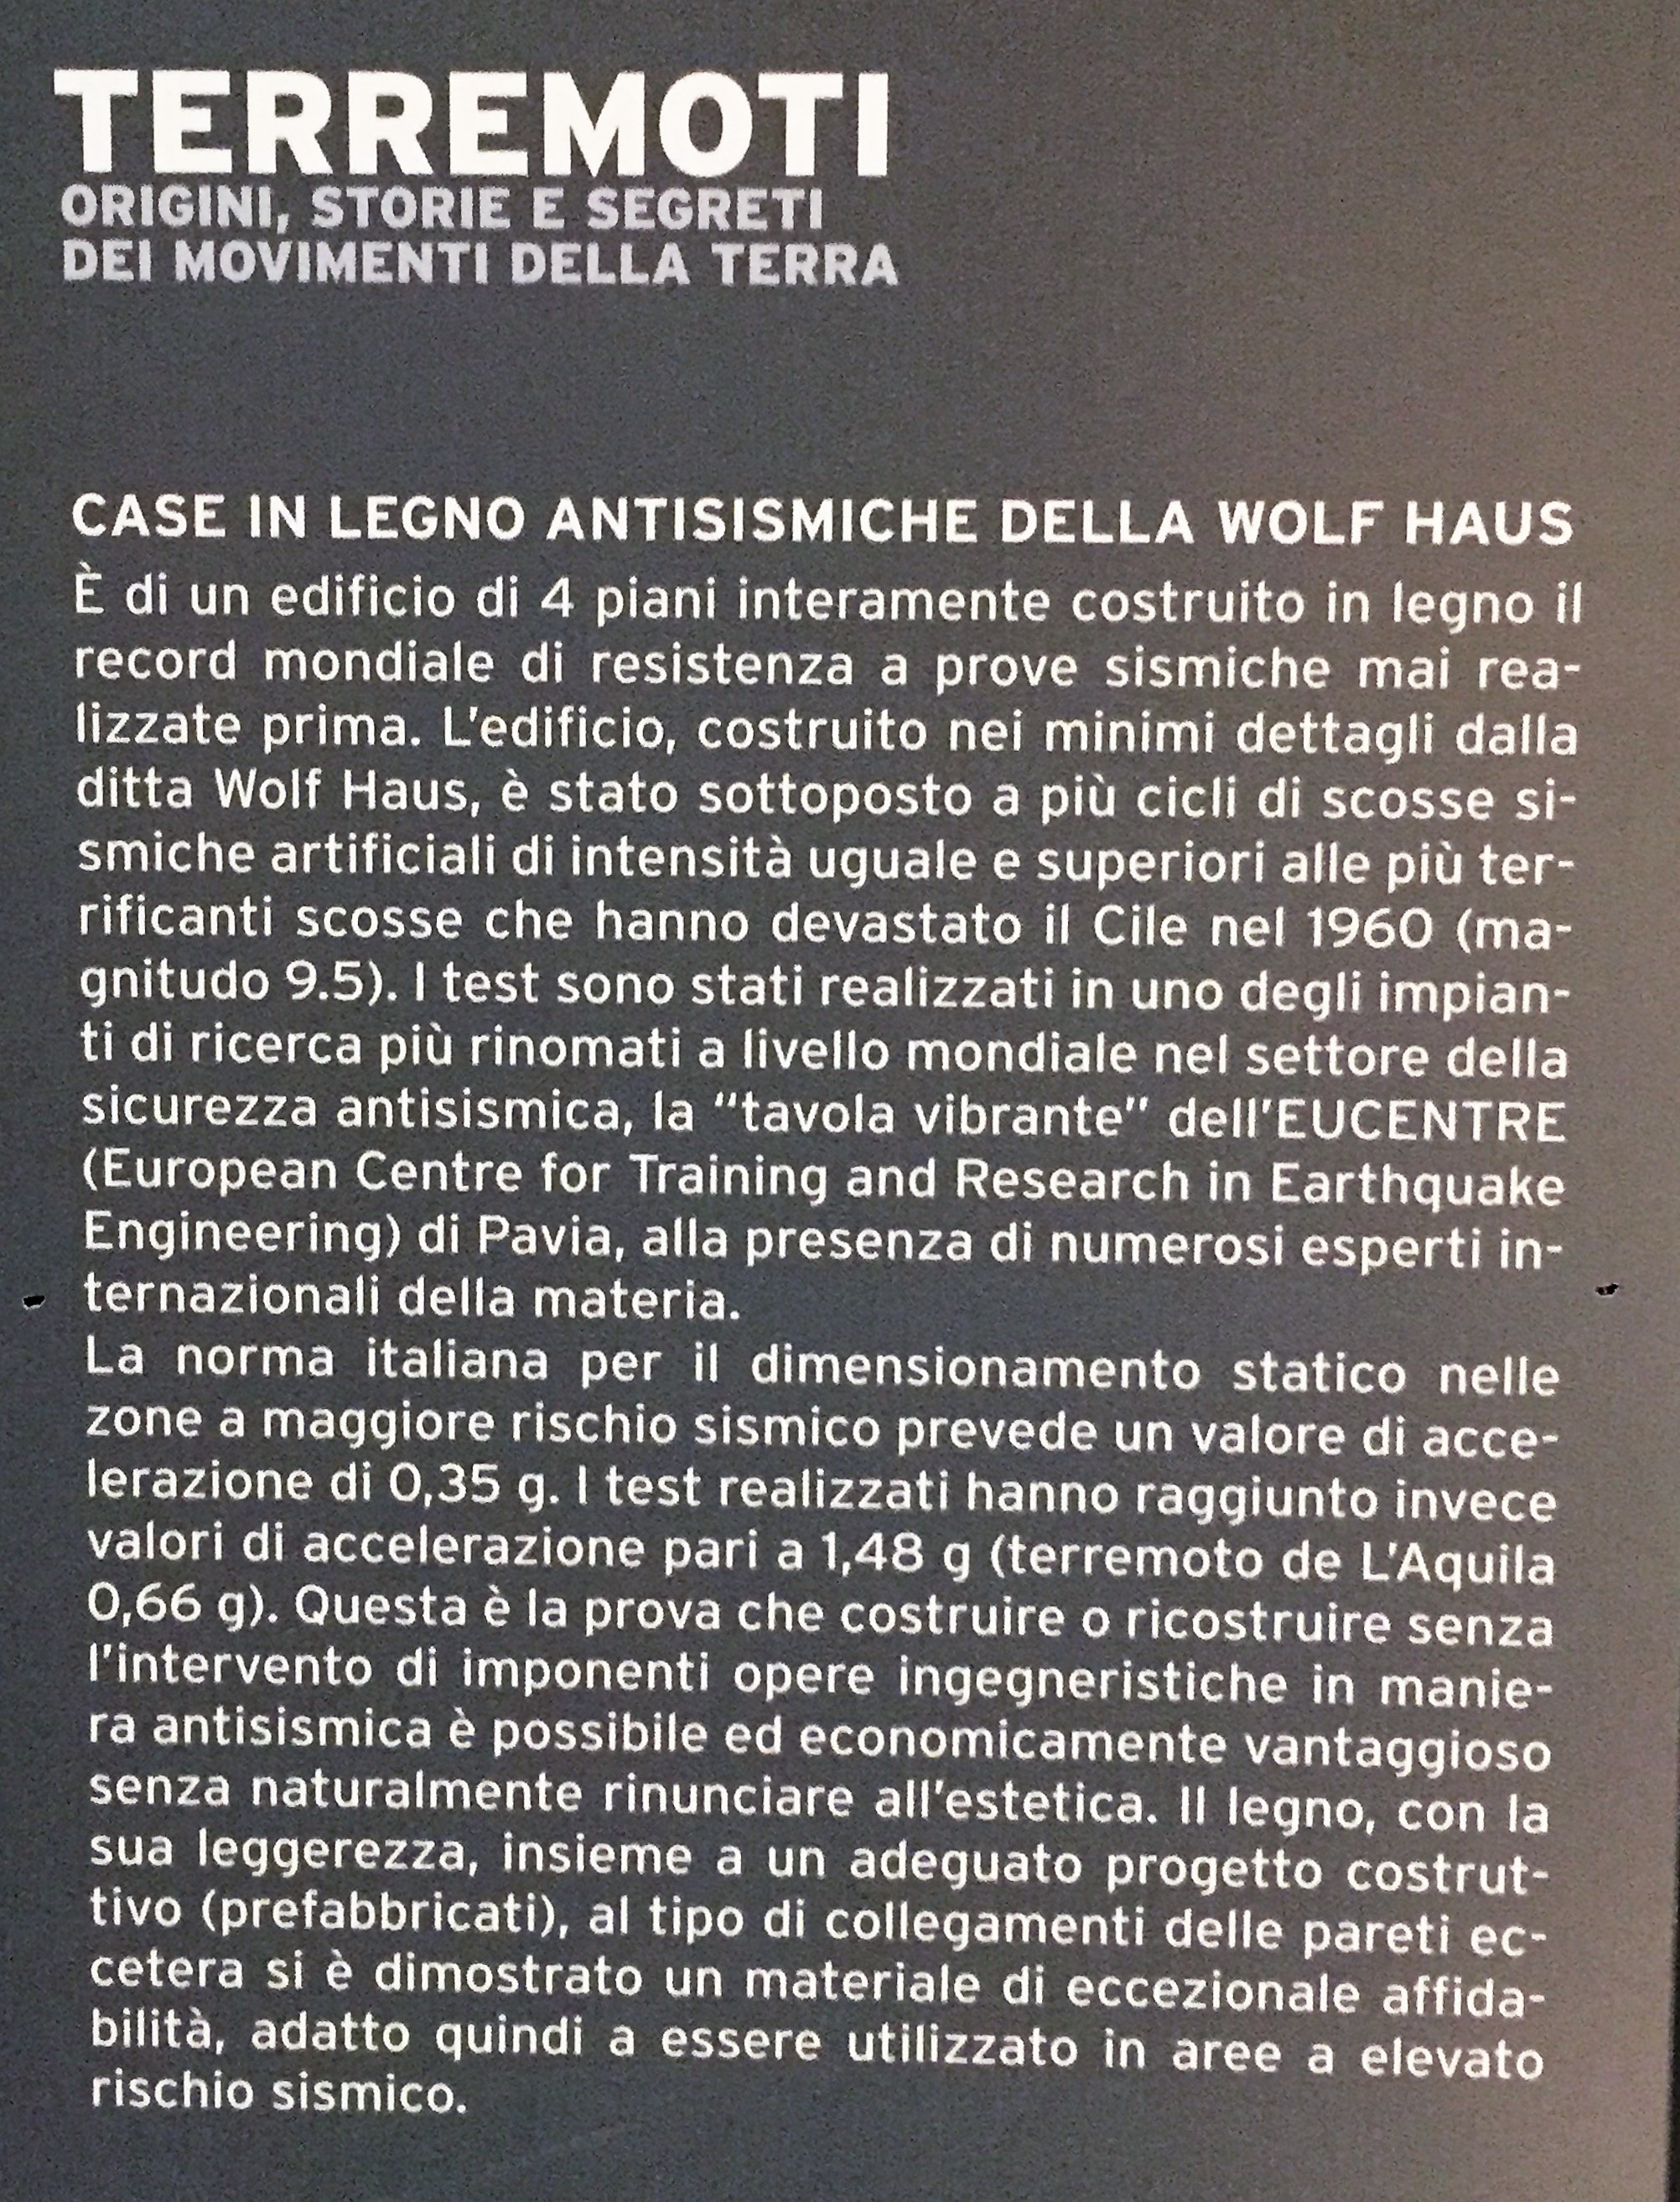 TERREMOTI
ORIGINI, STORIE E SEGRETI
DEI MOVIMENTI DELLA TERRA
CASE IN LEGNO ANTISISMICHE DELLA WOLF HAUS
È di un edificio di 4 piani interamente costruito in legno il
record mondiale di resistenza a prove sismiche mai rea-
lizzate prima. L'edificio, costruito nei minimi dettagli dalla
ditta Wolf Haus, è stato sottoposto a più cicli di scosse si-
smiche artificiali di intensità uguale e superiori alle più ter-
rificanti scosse che hanno devastato il Cile nel 1960 (ma-
gnitudo 9.5). I test sono stati realizzati in uno degli impian-
ti di ricerca più rinomati a livello mondiale nel settore della
sicurezza antisismica, la "tavola vibrante" dell'EUCENTRE
(European Centre for Training and Research in Earthquake
Engineering) di Pavia, alla presenza di numerosi esperti in-
ternazionali della materia.
La norma italiana per il dimensionamento statico nelle
zone a maggiore rischio sismico prevede un valore di acce-
lerazione di 0,35 g. I test realizzati hanno raggiunto invece
valori di accelerazione pari a 1,48 g (terremoto de L'Aquila
0,66 g). Questa è la prova che costruire o ricostruire senza
l'intervento di imponenti opere ingegneristiche in manie-
ra antisismica è possibile ed economicamente vantaggioso
senza naturalmente rinunciare all'estetica. Il legno, con la
sua leggerezza, insieme a un adeguato progetto costrut-
tivo (prefabbricati), al tipo di collegamenti delle pareti ec-
cetera si è dimostrato un materiale di eccezionale affida-
bilità, adatto quindi a essere utilizzato in aree a elevato
rischio sismico.